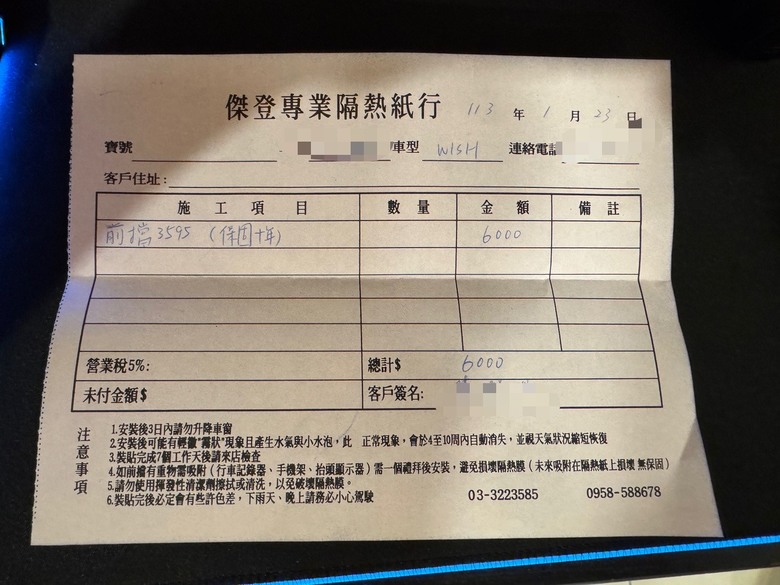 傑登專業隔熱紙行 113 年 1 月 23 日
寶號 車型 WISH 連絡電話
客戶住址:
施工項目 數量 金額 備註
前擋3595 (保固十年) 6000
營業稅5%: 總計$ 6000
未付金額$ 客戶簽名:
注意事項
1.安裝後3日內請勿升降車窗
2.安裝後可能有輕微"霧狀"現象且產生水氣與小水泡，此 正常現象，會於4至10周內自動消失，並視天氣狀況縮短恢復
3.裝貼完成7個工作天後請來店檢查
4.如前擋有重物需吸附(行車記錄器、手機架、抬頭顯示器)需一個禮拜後安裝，避免損壞隔熱膜(未來吸附在隔熱紙上損壞 無保固)
5.請勿使用揮發性清潔劑擦拭或清洗，以免破壞隔熱膜。
6.裝貼完後必定會有些許色差，下雨天、晚上請務必小心駕駛
03-3223585 0958-588678